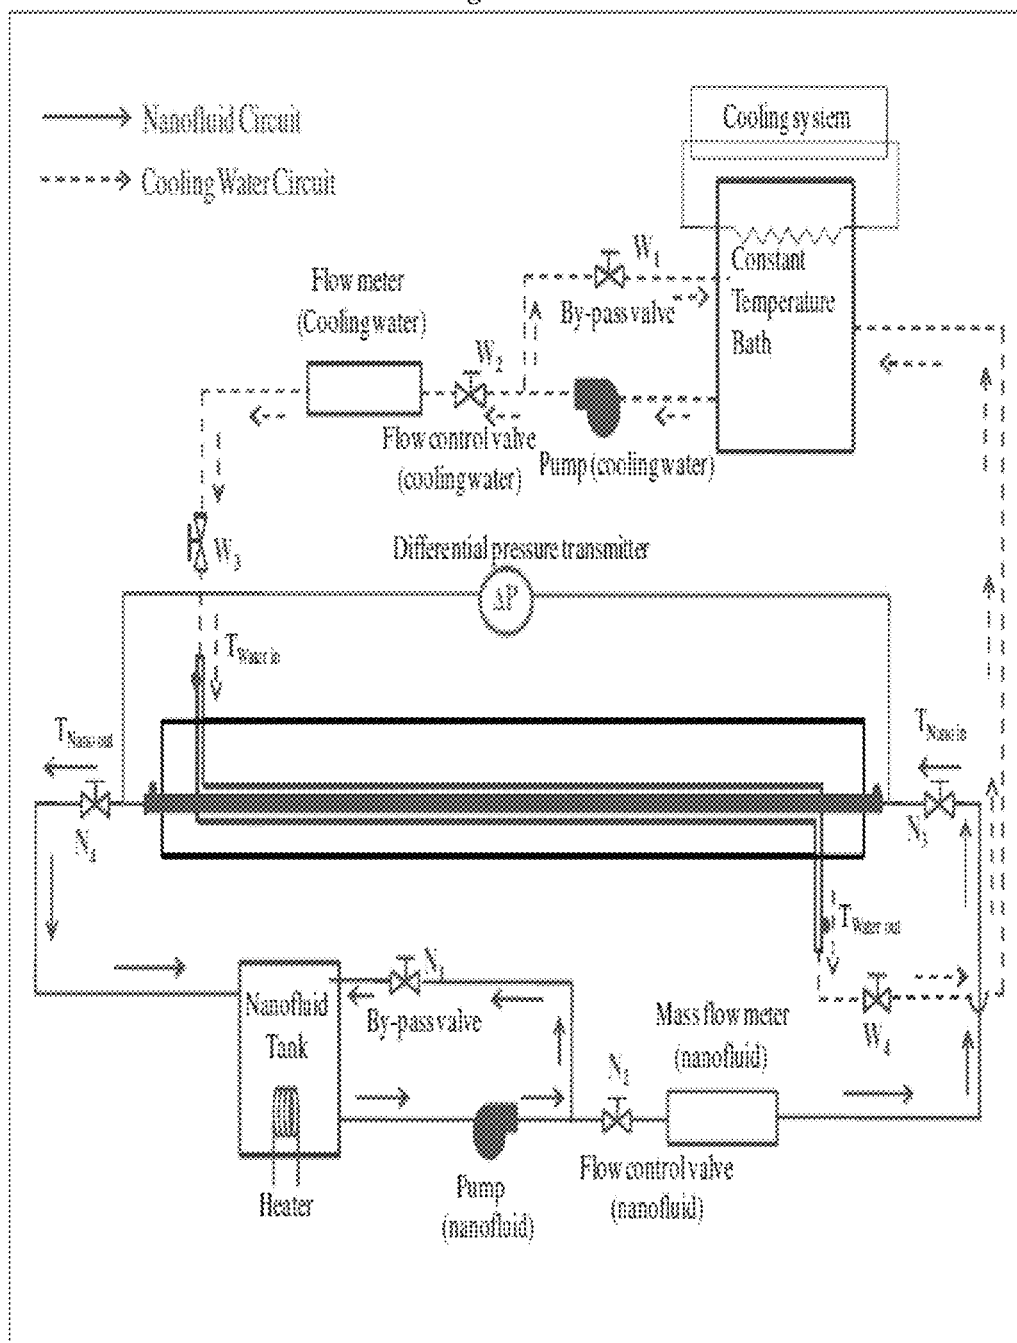 Nanofluid Circuit
Cooling Water Circuit
Cooling system
Constant
Temperature
Bath
W1
By-pass valve
Flow meter
(Cooling water)
W2
Flow control valve
(cooling water)
Pump (cooling water)
W3
Differential pressure transmitter
ΔP
TWater in
TNano out
TNano in
N4
N3
TWater out
Nanofluid
Tank
Heater
By-pass valve
Pump
(nanofluid)
N2
Flow control valve
(nanofluid)
Mass flow meter
(nanofluid)
W4